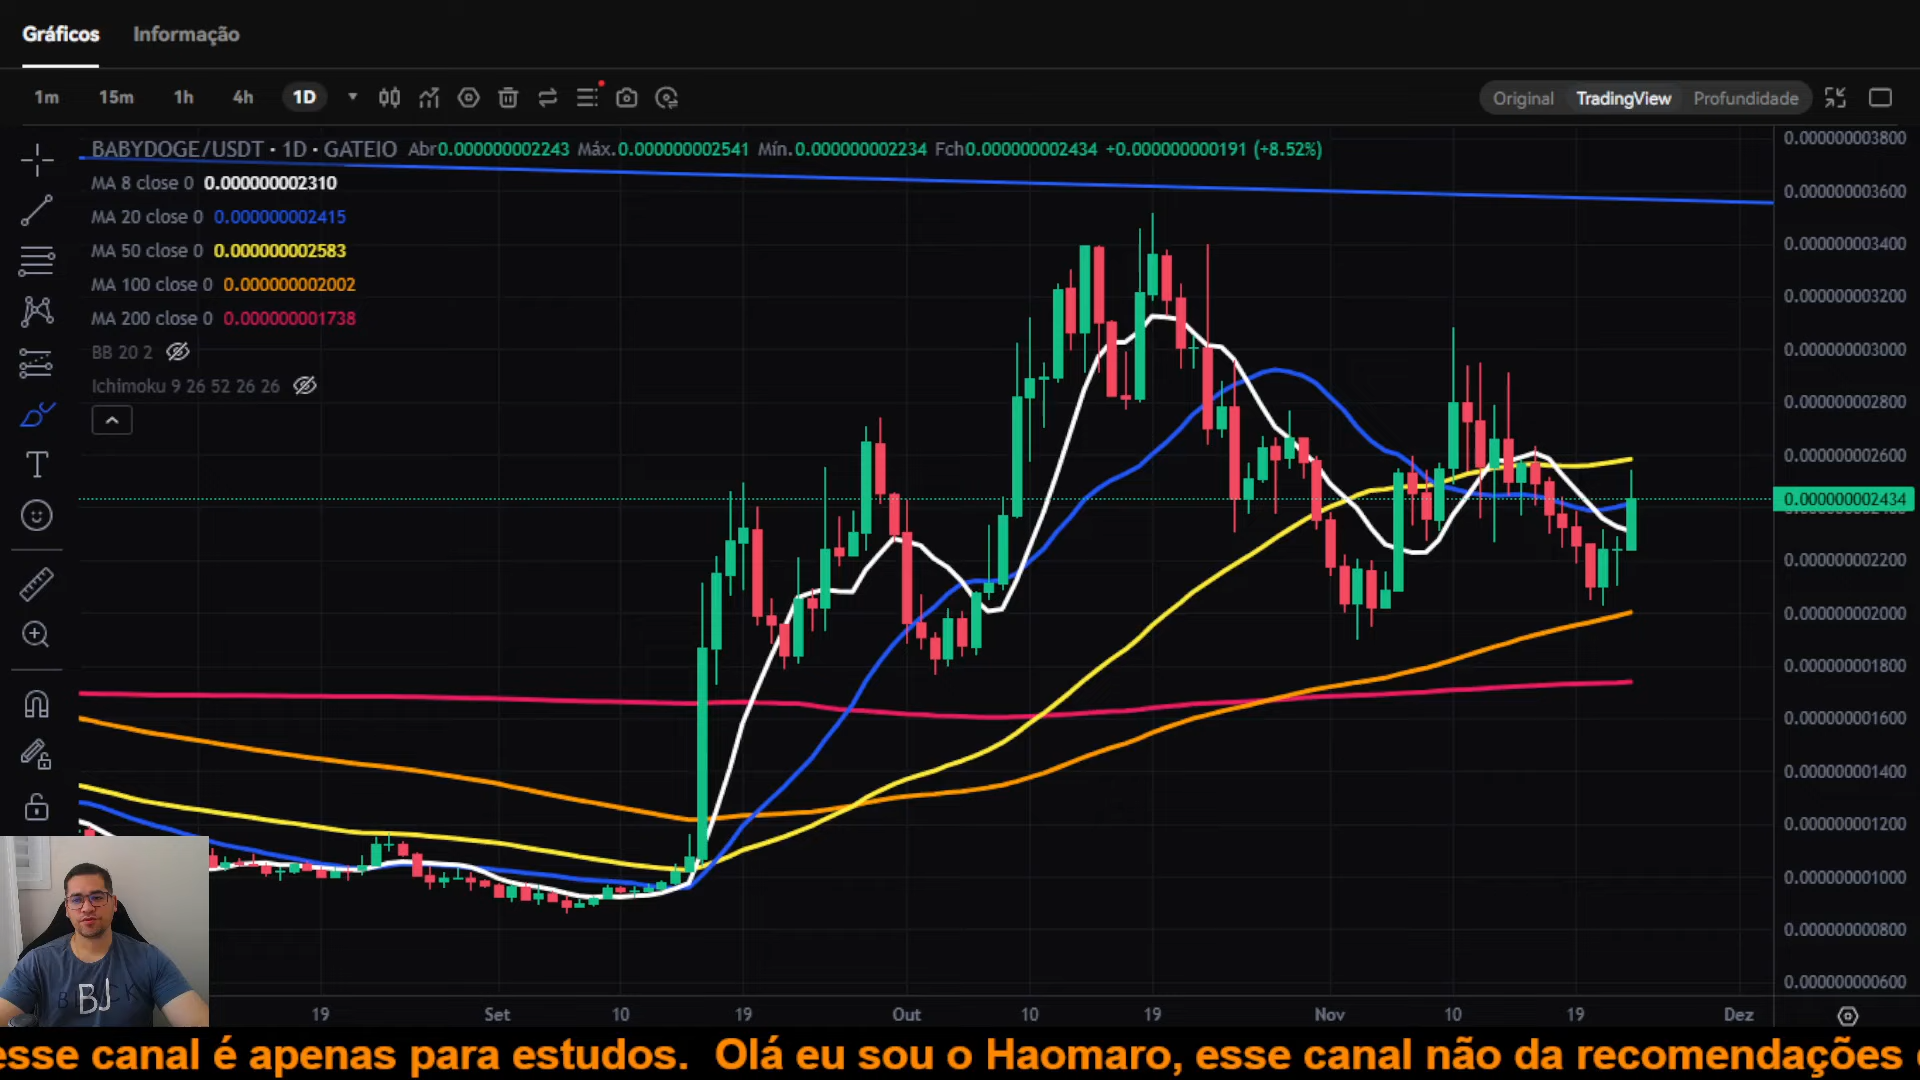 Gráficos Informação
1m 15m 1h 4h 1D Original TradingView Profundidade
BABYDOGE/USDT • 1D • GATEIO Abr0.000000002243 Máx.0.000000002541 Mín.0.000000002234 Fch0.000000002434 +0.000000000191 (+8.52%)
MA 8 close 0 0.000000002310
MA 20 close 0 0.000000002415
MA 50 close 0 0.000000002583
MA 100 close 0 0.000000002002
MA 200 close 0 0.000000001738
BB 20 2
Ichimoku 9 26 52 26 26
0.000000003800
0.000000003600
0.000000003400
0.000000003200
0.000000003000
0.000000002800
0.000000002600
0.000000002434
0.000000002200
0.000000002000
0.000000001800
0.000000001600
0.000000001400
0.000000001200
0.000000001000
0.000000000800
0.000000000600
19 Set 10 19 Out 10 19 Nov 10 19 Dez
BJ
esse canal é apenas para estudos. Olá eu sou o Haomaro, esse canal não da recomendações